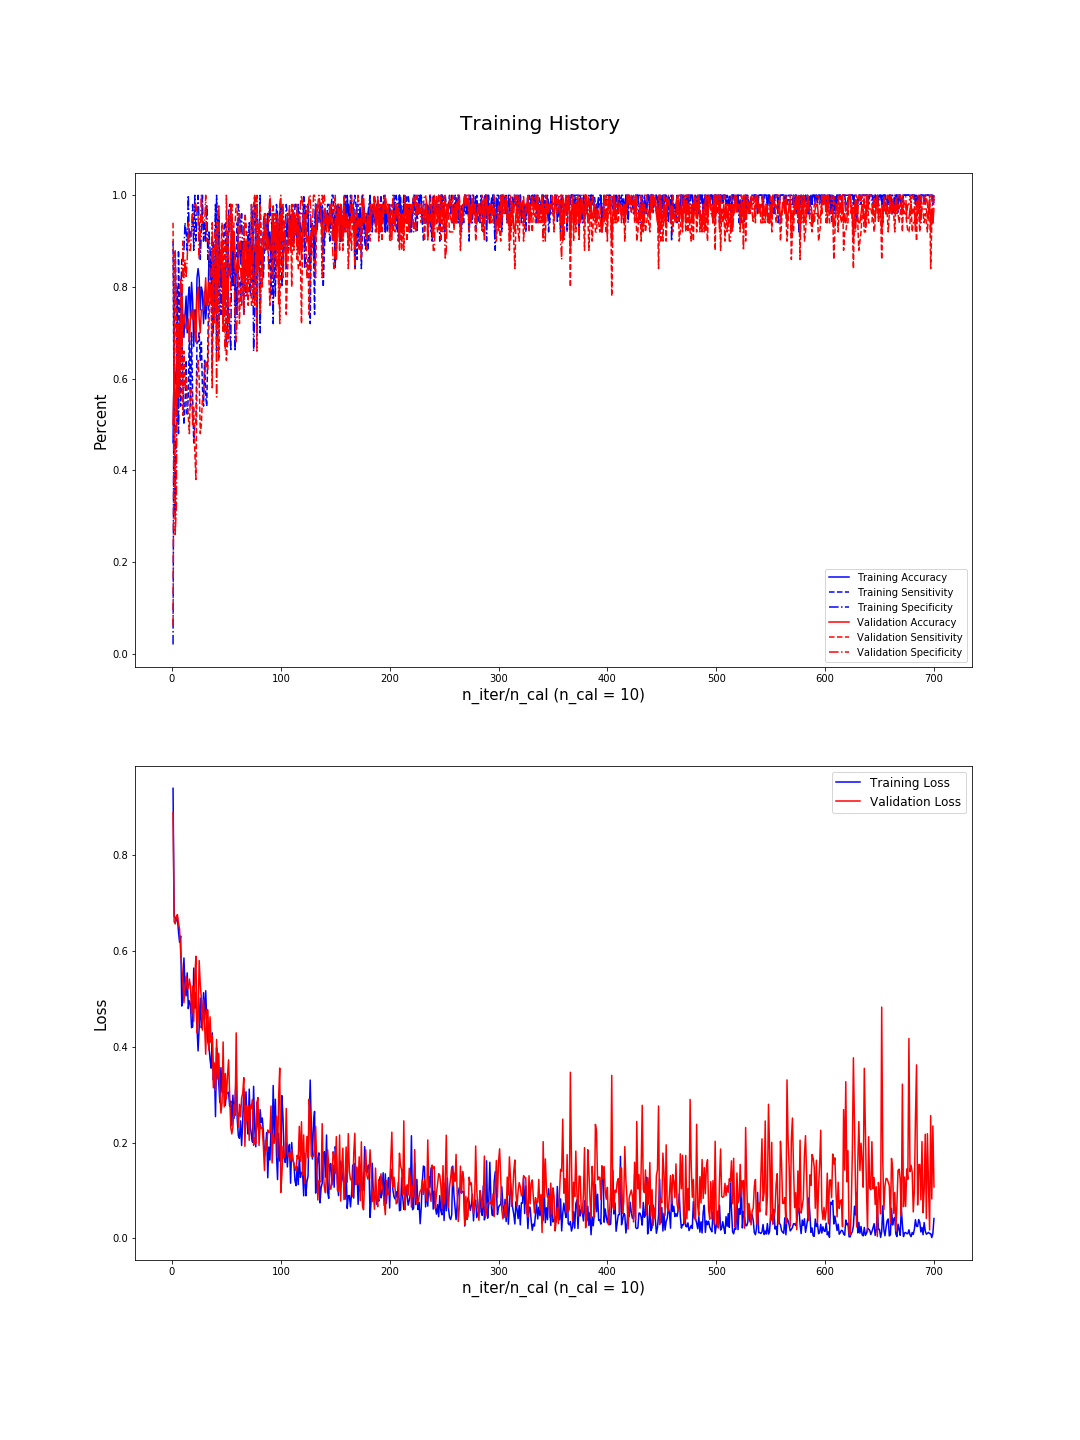 Training History
1.0
0.8
0.6
0.4
0.2
0.0
Percent
Training Accuracy
Training Sensitivity
Training Specificity
Validation Accuracy
Validation Sensitivity
Validation Specificity
0 100 200 300 400 500 600 700
n_iter/n_cal (n_cal = 10)
Training Loss
Validation Loss
0.8
0.6
0.4
0.2
0.0
Loss
0 100 200 300 400 500 600 700
n_iter/n_cal (n_cal = 10)